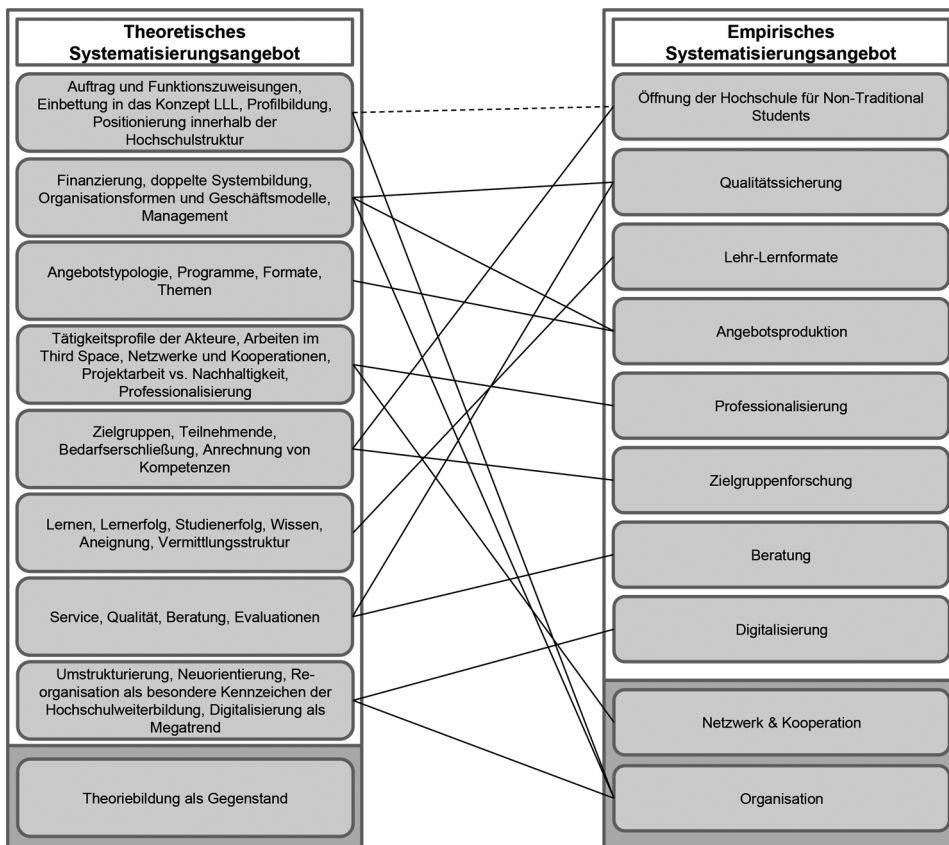 Theoretisches
Systematisierungsangebot
Auftrag und Funktionszuweisungen,
Einbettung in das Konzept LLL, Profilbildung,
Positionierung innerhalb der
Hochschulstruktur
Finanzierung, doppelte Systembildung,
Organisationsformen und Geschäftsmodelle,
Management
Angebotstypologie, Programme, Formate,
Themen
Tätigkeitsprofile der Akteure, Arbeiten im
Third Space, Netzwerke und Kooperationen,
Projektarbeit vs. Nachhaltigkeit,
Professionalisierung
Zielgruppen, Teilnehmende,
Bedarfserschließung, Anrechnung von
Kompetenzen
Lernen, Lernerfolg, Studienerfolg, Wissen,
Aneignung, Vermittlungsstruktur
Service, Qualität, Beratung, Evaluationen
Umstrukturierung, Neuorientierung, Re-
organisation als besondere Kennzeichen der
Hochschulweiterbildung, Digitalisierung als
Megatrend
Theoriebildung als Gegenstand
Empirisches
Systematisierungsangebot
Öffnung der Hochschule für Non-Traditional
Students
Qualitätssicherung
Lehr-Lernformate
Angebotsproduktion
Professionalisierung
Zielgruppenforschung
Beratung
Digitalisierung
Netzwerk & Kooperation
Organisation